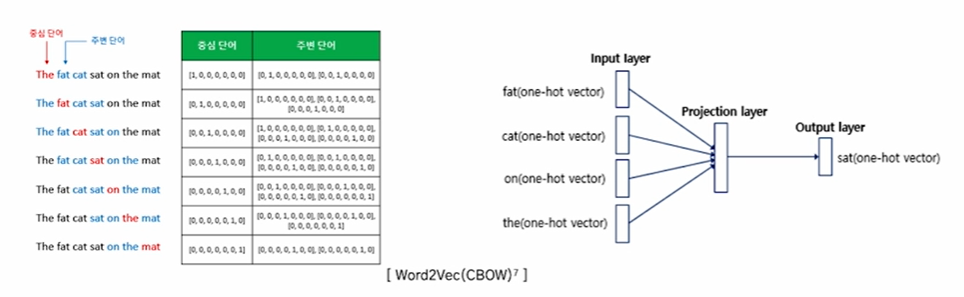 중심 단어
주변 단어
The fat cat sat on the mat
The fat cat sat on the mat
The fat cat sat on the mat
The fat cat sat on the mat
The fat cat sat on the mat
The fat cat sat on the mat
The fat cat sat on the mat
중심 단어 주변 단어
[1, 0, 0, 0, 0, 0, 0] [0, 1, 0, 0, 0, 0, 0], [0, 0, 1, 0, 0, 0, 0]
[0, 1, 0, 0, 0, 0, 0] [1, 0, 0, 0, 0, 0, 0], [0, 0, 1, 0, 0, 0, 0],
[0, 0, 0, 1, 0, 0, 0]
[0, 0, 1, 0, 0, 0, 0] [1, 0, 0, 0, 0, 0, 0], [0, 1, 0, 0, 0, 0, 0],
[0, 0, 0, 1, 0, 0, 0], [0, 0, 0, 0, 1, 0, 0]
[0, 0, 0, 1, 0, 0, 0] [0, 1, 0, 0, 0, 0, 0], [0, 0, 1, 0, 0, 0, 0],
[0, 0, 0, 0, 1, 0, 0], [0, 0, 0, 0, 0, 1, 0]
[0, 0, 0, 0, 1, 0, 0] [0, 0, 1, 0, 0, 0, 0], [0, 0, 0, 1, 0, 0, 0],
[0, 0, 0, 0, 0, 1, 0], [0, 0, 0, 0, 0, 0, 1]
[0, 0, 0, 0, 0, 1, 0] [0, 0, 0, 1, 0, 0, 0], [0, 0, 0, 0, 1, 0, 0],
[0, 0, 0, 0, 0, 0, 1]
[0, 0, 0, 0, 0, 0, 1] [0, 0, 0, 0, 1, 0, 0], [0, 0, 0, 0, 0, 1, 0]
Input layer
fat(one-hot vector)
cat(one-hot vector)
on(one-hot vector)
the(one-hot vector)
Projection layer
Output layer
sat(one-hot vector)
[ Word2Vec(CBOW)⁷ ]